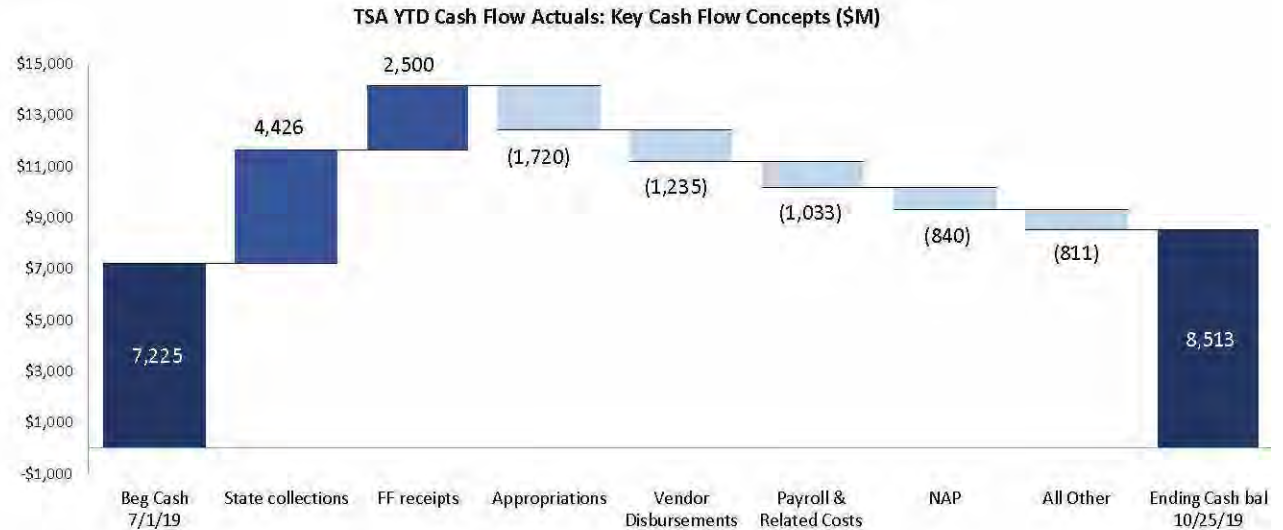 TSA YTD Cash Flow Actuals: Key Cash Flow Concepts ($M)
$15,000
$13,000
$11,000
$9,000
$7,000
$5,000
$3,000
$1,000
-$1,000
7,225
4,426
2,500
(1,720)
(1,235)
(1,033)
(840)
(811)
8,513
Beg Cash
7/1/19
State collections
FF receipts
Appropriations
Vendor
Disbursements
Payroll &
Related Costs
NAP
All Other
Ending Cash bal
10/25/19